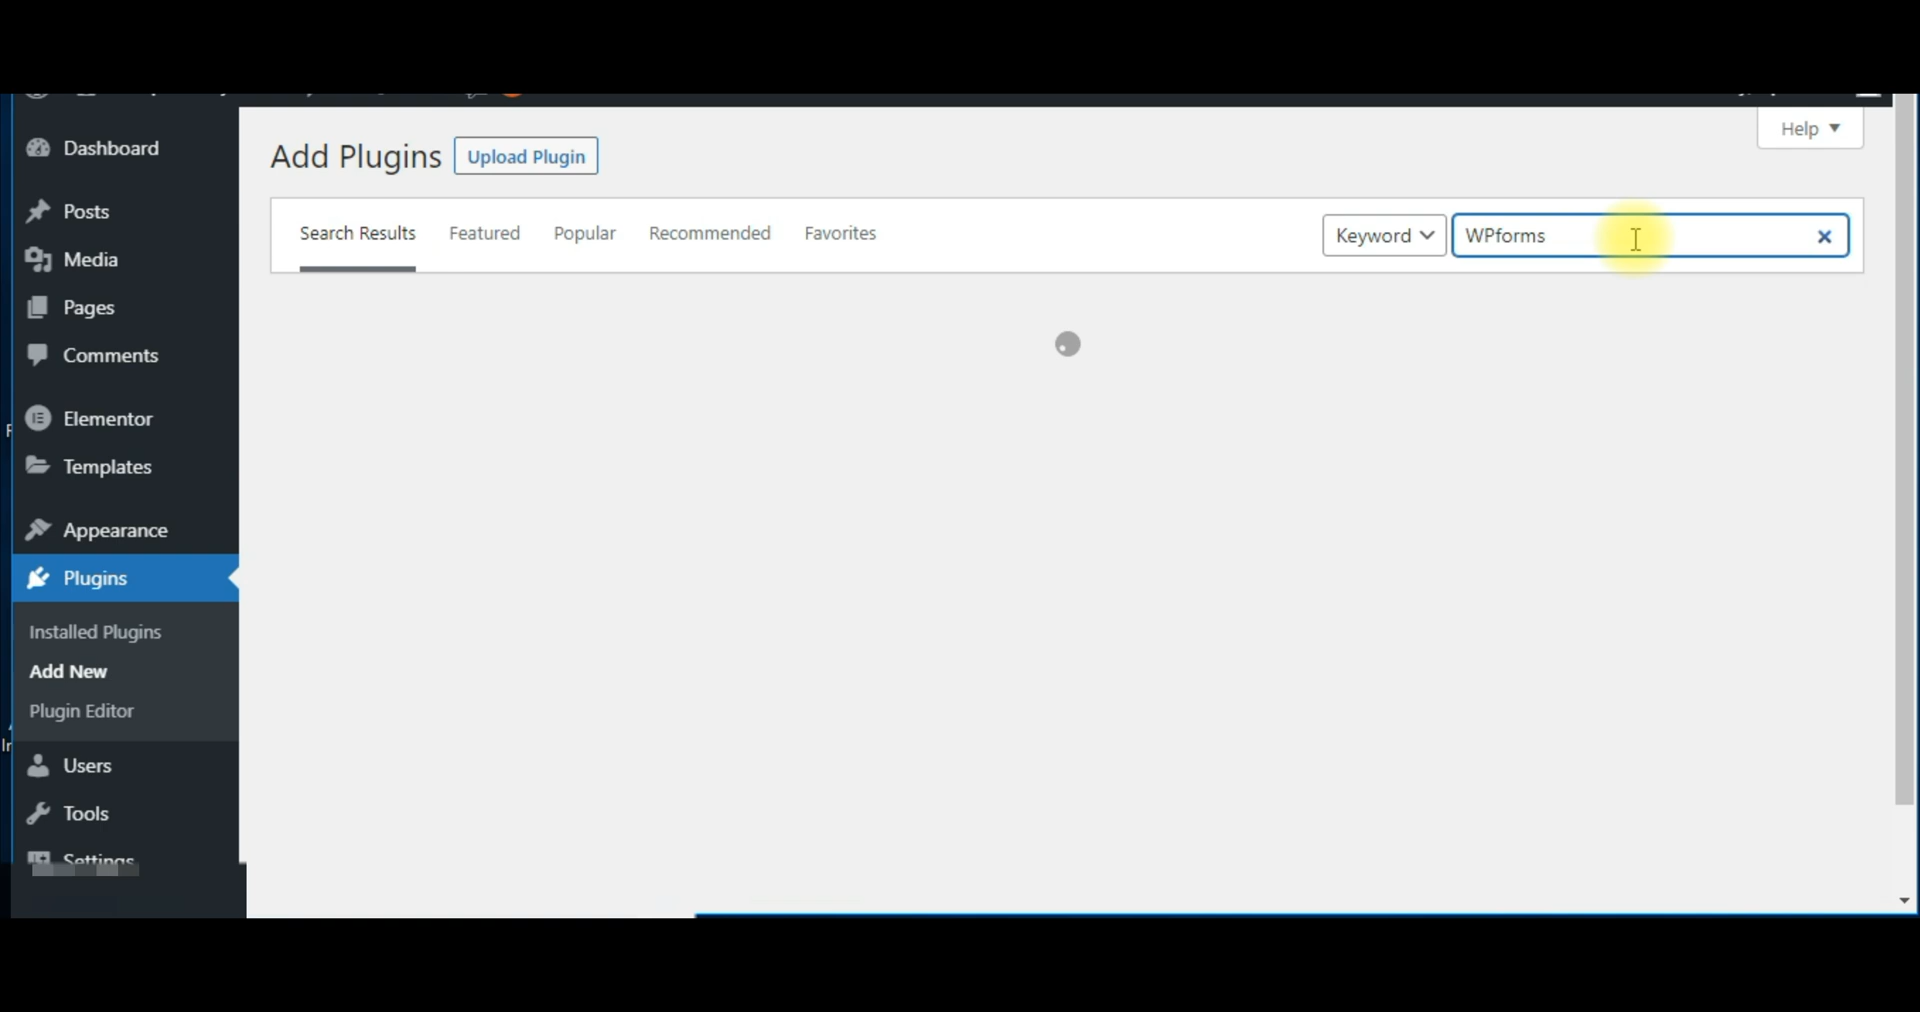 Help
Dashboard
Add Plugins
Upload Plugin
Posts
Search Results
Featured
Popular
Recommended
Favorites
Keyword
WPforms
Media
Pages
Comments
Elementor
Templates
Appearance
Plugins
Installed Plugins
Add New
Plugin Editor
Users
Tools
Settings